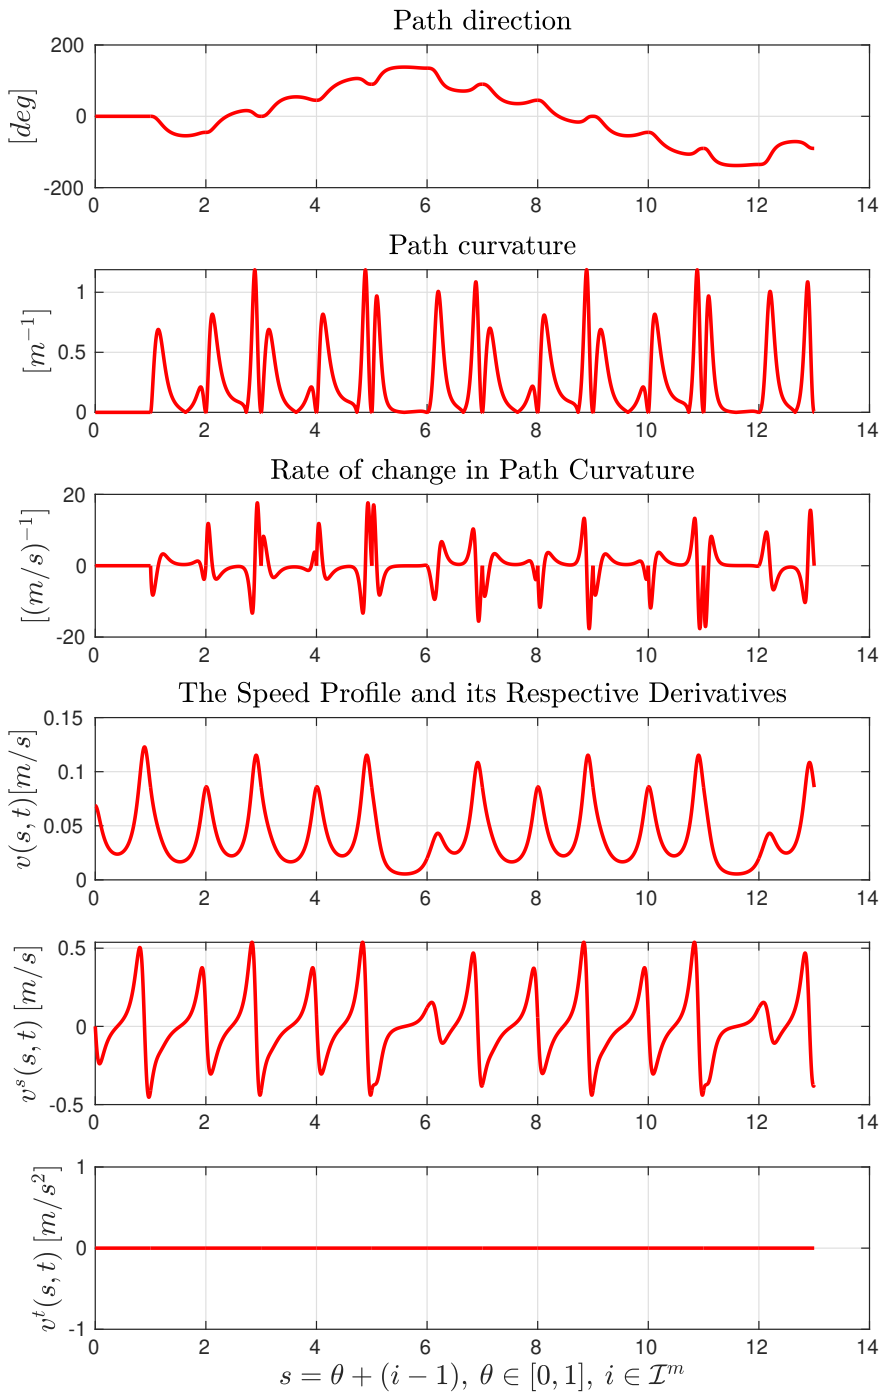 Path direction
200
[deg]
0
-200
0 2 4 6 8 10 12 14
Path curvature
1
[m⁻¹]
0.5
0
0 2 4 6 8 10 12 14
Rate of change in Path Curvature
20
[(m/s)⁻¹]
0
-20
0 2 4 6 8 10 12 14
The Speed Profile and its Respective Derivatives
0.15
v(s,t)[m/s]
0.1
0.05
0
0 2 4 6 8 10 12 14
0.5
vˢ(s,t) [m/s]
0
-0.5
0 2 4 6 8 10 12 14
1
vᵗ(s,t) [m/s²]
0
-1
0 2 4 6 8 10 12 14
s = θ + (i − 1), θ ∈ [0, 1], i ∈ ℐᵐ